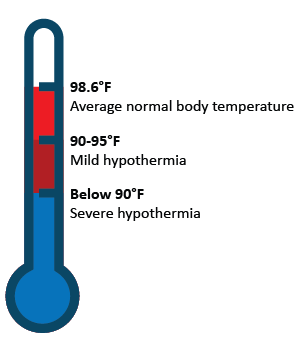 98.6°F
Average normal body temperature
90-95°F
Mild hypothermia
Below 90°F
Severe hypothermia